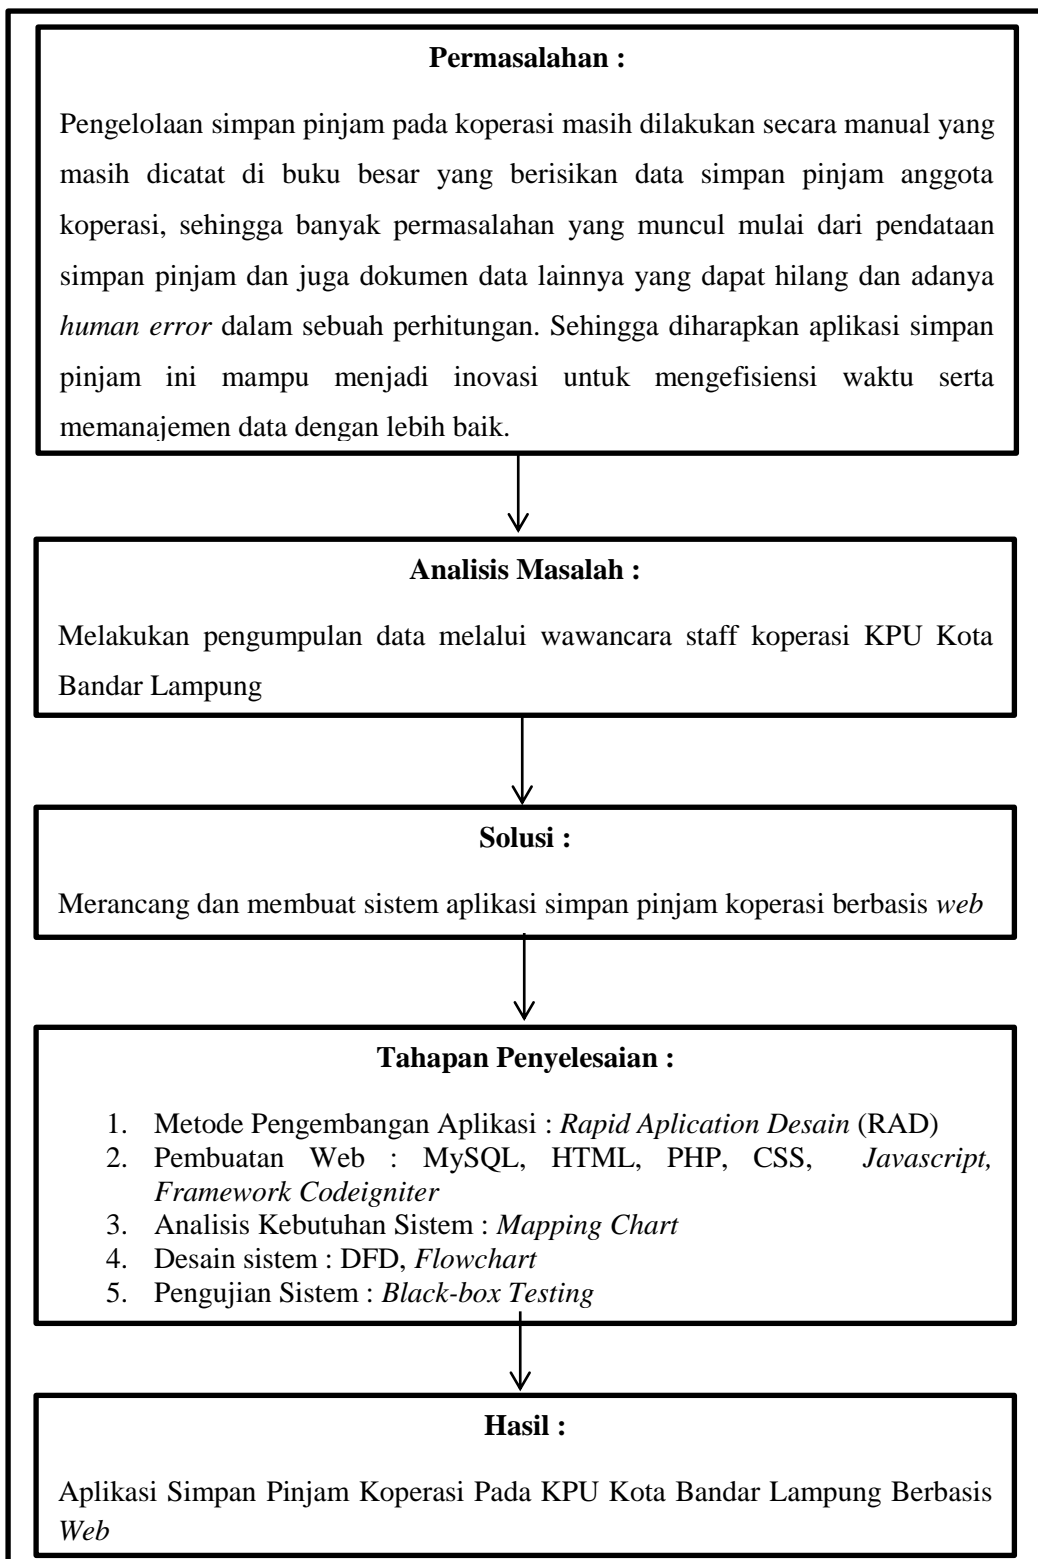 Permasalahan :
Pengelolaan simpan pinjam pada koperasi masih dilakukan secara manual yang
masih dicatat di buku besar yang berisikan data simpan pinjam anggota
koperasi, sehingga banyak permasalahan yang muncul mulai dari pendataan
simpan pinjam dan juga dokumen data lainnya yang dapat hilang dan adanya
human error dalam sebuah perhitungan. Sehingga diharapkan aplikasi simpan
pinjam ini mampu menjadi inovasi untuk mengefisiensi waktu serta
memanajemen data dengan lebih baik.
Analisis Masalah :
Melakukan pengumpulan data melalui wawancara staff koperasi KPU Kota
Bandar Lampung
Solusi :
Merancang dan membuat sistem aplikasi simpan pinjam koperasi berbasis web
Tahapan Penyelesaian :
1. Metode Pengembangan Aplikasi : Rapid Aplication Desain (RAD)
2. Pembuatan Web : MySQL, HTML, PHP, CSS, Javascript,
Framework Codeigniter
3. Analisis Kebutuhan Sistem : Mapping Chart
4. Desain sistem : DFD, Flowchart
5. Pengujian Sistem : Black-box Testing
Hasil :
Aplikasi Simpan Pinjam Koperasi Pada KPU Kota Bandar Lampung Berbasis
Web